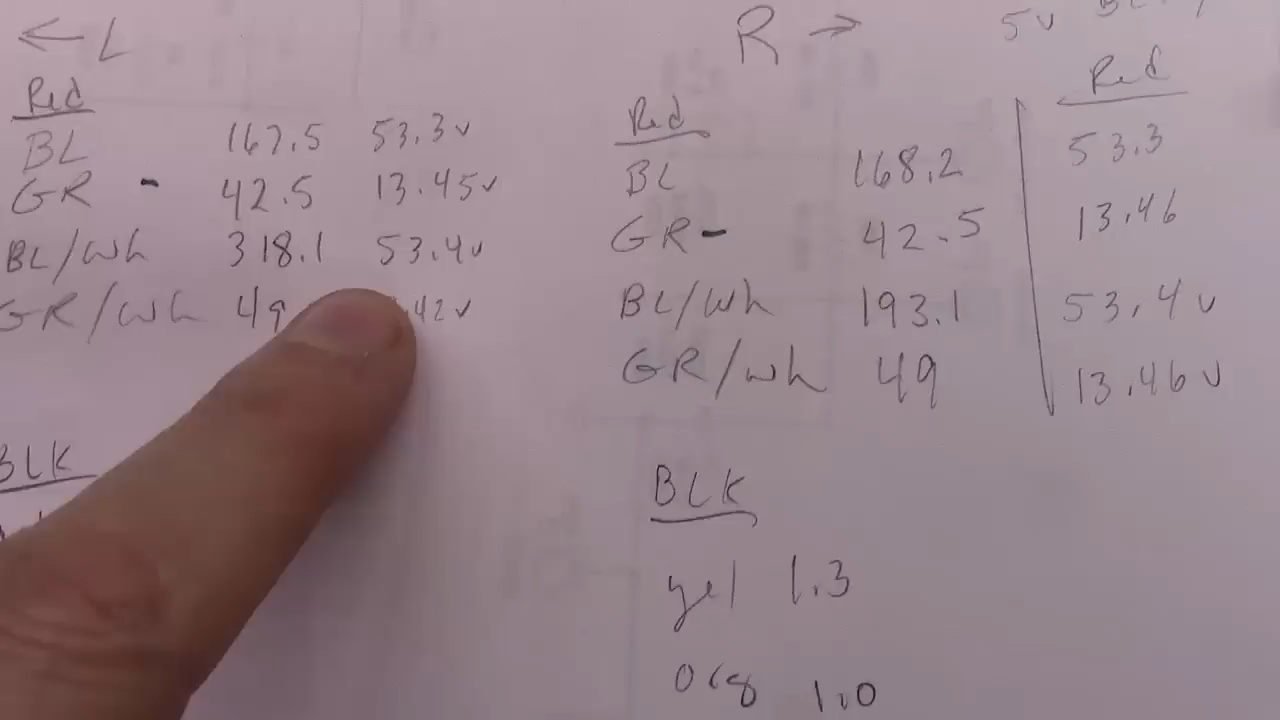 ← L
Red
BL 167.5 53.3v
GR - 42.5 13.45v
BL/Wh 318.1 53.4v
GR/Wh 49 .42v
BLK
R →
Red
BL 168.2
GR- 42.5
BL/Wh 193.1
GR/Wh 49
5v
Red
53.3
13.46
53.4v
13.46v
BLK
yel 1.3
org 1.0